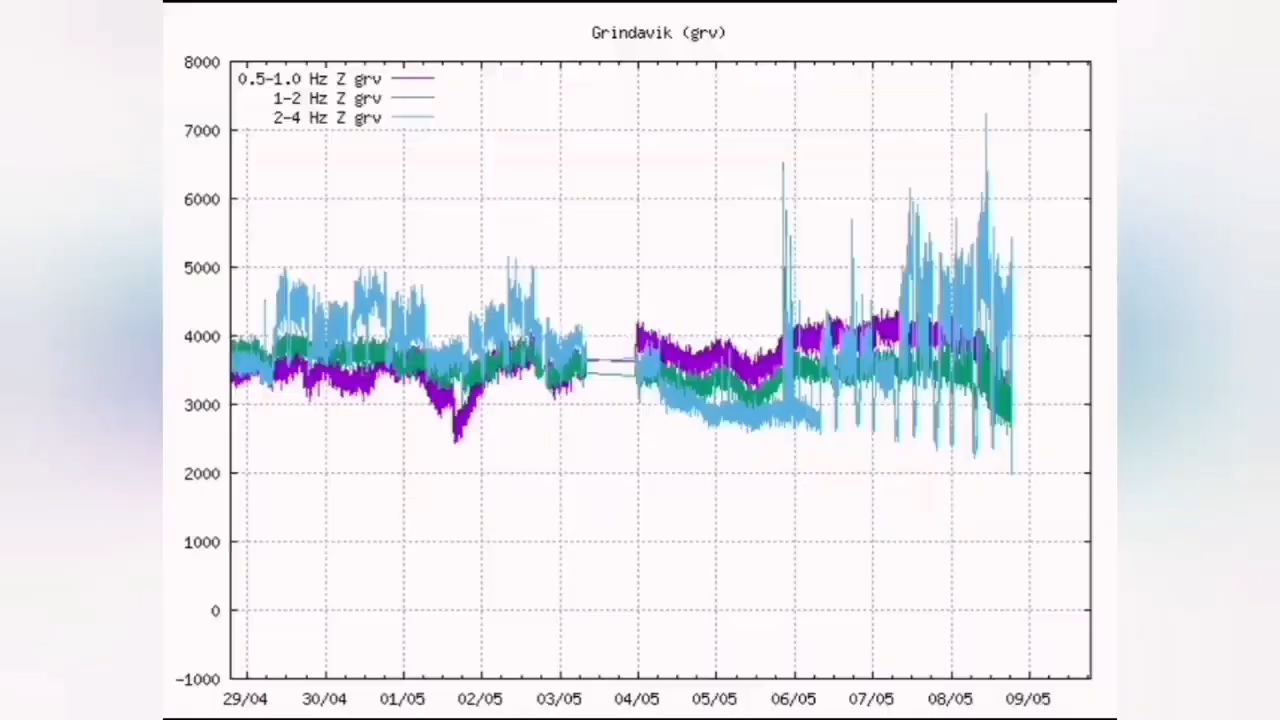 Grindavik (grv)
8000
0.5-1.0 Hz Z grv
1-2 Hz Z grv
2-4 Hz Z grv
7000
6000
5000
4000
3000
2000
1000
0
-1000
29/04 30/04 01/05 02/05 03/05 04/05 05/05 06/05 07/05 08/05 09/05